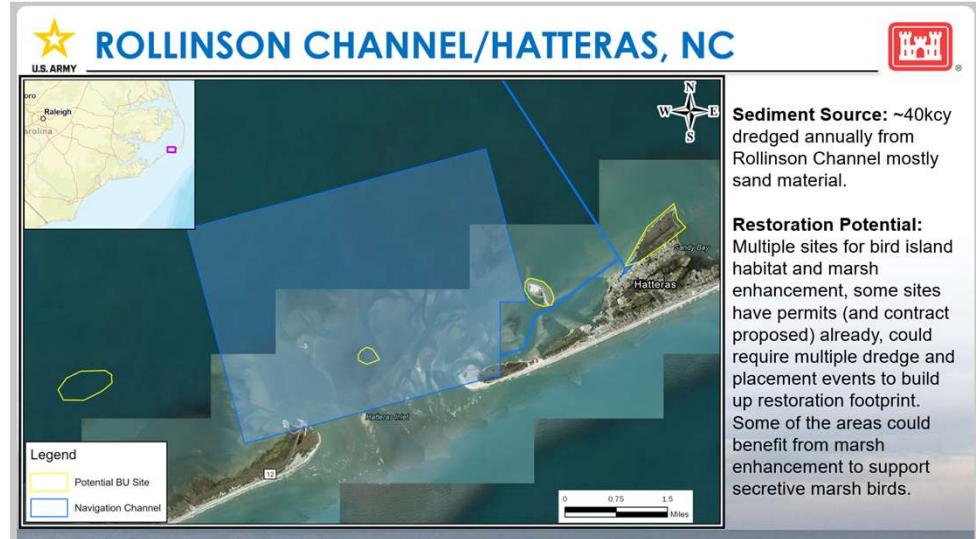 ROLLINSON CHANNEL/HATTERAS, NC
U.S. ARMY
®
oro
Raleigh
arolina
N
W E
S
Sandy Bay
Hatteras
Hatteras Inlet
12
Legend
Potential BU Site
Navigation Channel
0 0.75 1.5
Miles
Sediment Source: ~40kcy
dredged annually from
Rollinson Channel mostly
sand material.
Restoration Potential:
Multiple sites for bird island
habitat and marsh
enhancement, some sites
have permits (and contract
proposed) already, could
require multiple dredge and
placement events to build
up restoration footprint.
Some of the areas could
benefit from marsh
enhancement to support
secretive marsh birds.